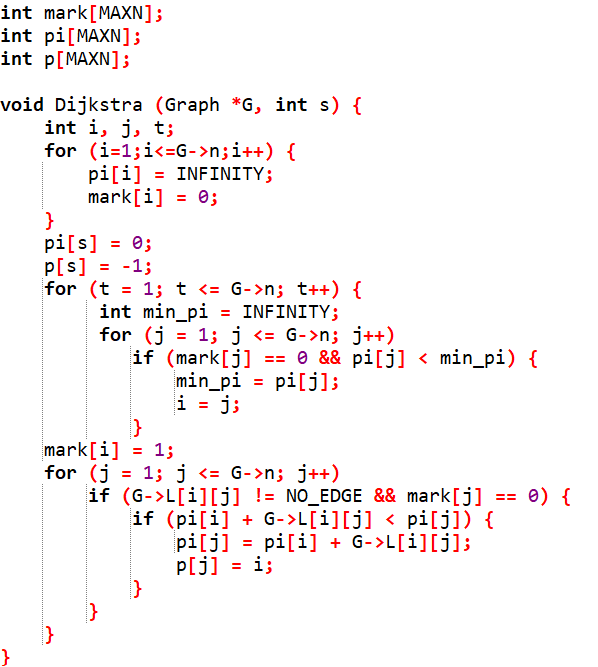 int mark[MAXN];
int pi[MAXN];
int p[MAXN];

void Dijkstra (Graph *G, int s) {
    int i, j, t;
    for (i=1;i<=G->n;i++) {
        pi[i] = INFINITY;
        mark[i] = 0;
    }
    pi[s] = 0;
    p[s] = -1;
    for (t = 1; t <= G->n; t++) {
         int min_pi = INFINITY;
         for (j = 1; j <= G->n; j++)
            if (mark[j] == 0 && pi[j] < min_pi) {
                min_pi = pi[j];
                i = j;
            }
    mark[i] = 1;
    for (j = 1; j <= G->n; j++)
        if (G->L[i][j] != NO_EDGE && mark[j] == 0) {
            if (pi[i] + G->L[i][j] < pi[j]) {
                pi[j] = pi[i] + G->L[i][j];
                p[j] = i;
            }
        }
    }
}